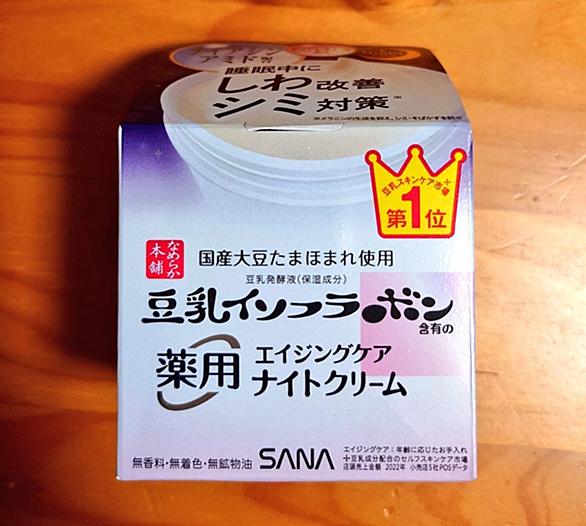 ナイアシン
アミド配合
睡眠中に
しわ改善
シミ対策※
※メラニンの生成を抑え、シミ・そばかすを防ぐ
豆乳スキンケア市場
第1位
なめらか
本舗
国産大豆たまほまれ使用
豆乳発酵液(保湿成分)
豆乳イソフラボン
含有の
薬用
エイジングケア
ナイトクリーム
無香料・無着色・無鉱物油
SANA
エイジングケア:年齢に応じたお手入れ
豆乳成分配合のセルフスキンケア市場
店頭売上金額 2022年 小売店5社POSデータ